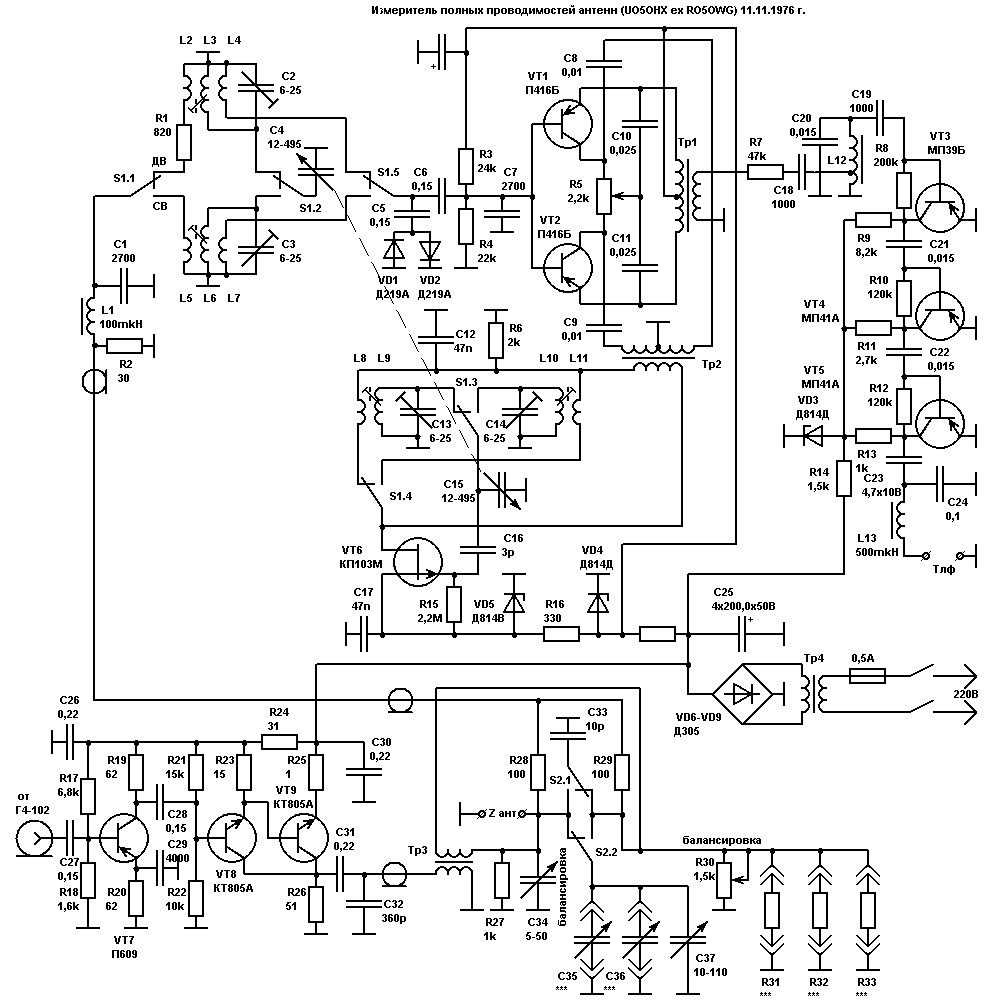 Измеритель полных проводимостей антенн (UO5OHX ex RO5OWG) 11.11.1976 г.
L2 L3 L4
C2
6-25
R1
820
C4
12-495
ДВ
S1.1
СВ
S1.2
S1.5
C3
6-25
L5 L6 L7
C1
2700
L1
100mkH
R2
30
+
R3
24k
C6
0,15
C5
0,15
R4
22k
C7
2700
VD1
Д219А
VD2
Д219А
VT1
П416Б
VT2
П416Б
C8
0,01
C10
0,025
R5
2,2k
C11
0,025
C9
0,01
Тр1
Тр2
R7
47k
C18
1000
C20
0,015
L12
C19
1000
R8
200k
VT3
МП39Б
R9
8,2k
C21
0,015
R10
120k
VT4
МП41А
R11
2,7k
C22
0,015
VT5
МП41А
R12
120k
VD3
Д814Д
R13
1k
R14
1,5k
C23
4,7x10В
C24
0,1
L13
500mkH
Тлф
C12
47n
R6
2k
L8 L9
L10 L11
S1.3
C13
6-25
C14
6-25
S1.4
C15
12-495
C16
3p
VT6
КП103М
C17
47n
R15
2,2M
VD5
Д814В
R16
330
VD4
Д814Д
C25
4x200,0x50В
+
Тр4
0,5А
220В
VD6-VD9
Д305
C26
0,22
R24
31
R17
6,8k
R19
62
R21
15k
R23
15
R25
1
C30
0,22
VT9
КТ805А
от
Г4-102
C27
0,15
R18
1,6k
R20
62
C28
0,15
C29
4000
R22
10k
VT8
КТ805А
VT7
П609
R26
51
C31
0,22
C32
360p
Тр3
R27
1k
R28
100
C33
10p
R29
100
S2.1
Z ант
S2.2
C34
5-50
балансировка
C35
***
C36
***
C37
10-110
балансировка
R30
1,5k
R31
***
R32
***
R33
***